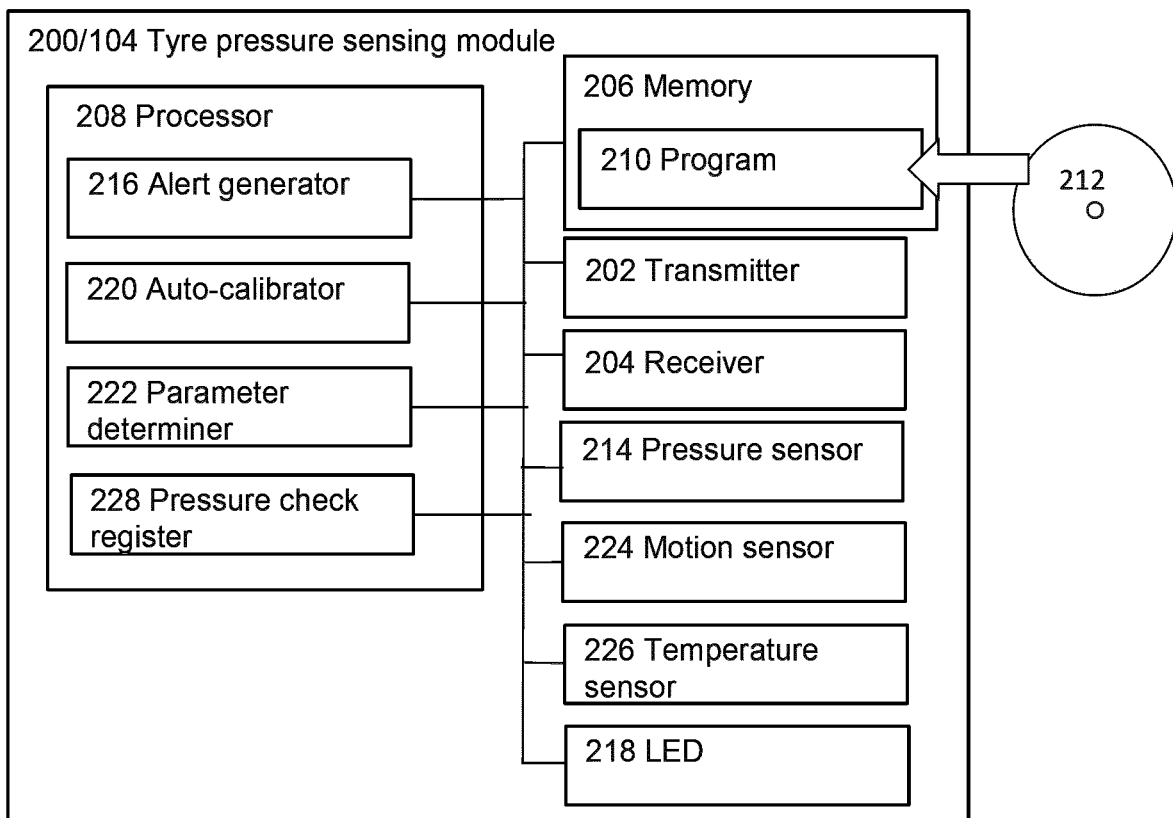 200/104 Tyre pressure sensing module
208 Processor
216 Alert generator
220 Auto-calibrator
222 Parameter
determiner
228 Pressure check
register
206 Memory
210 Program
212
202 Transmitter
204 Receiver
214 Pressure sensor
224 Motion sensor
226 Temperature
sensor
218 LED